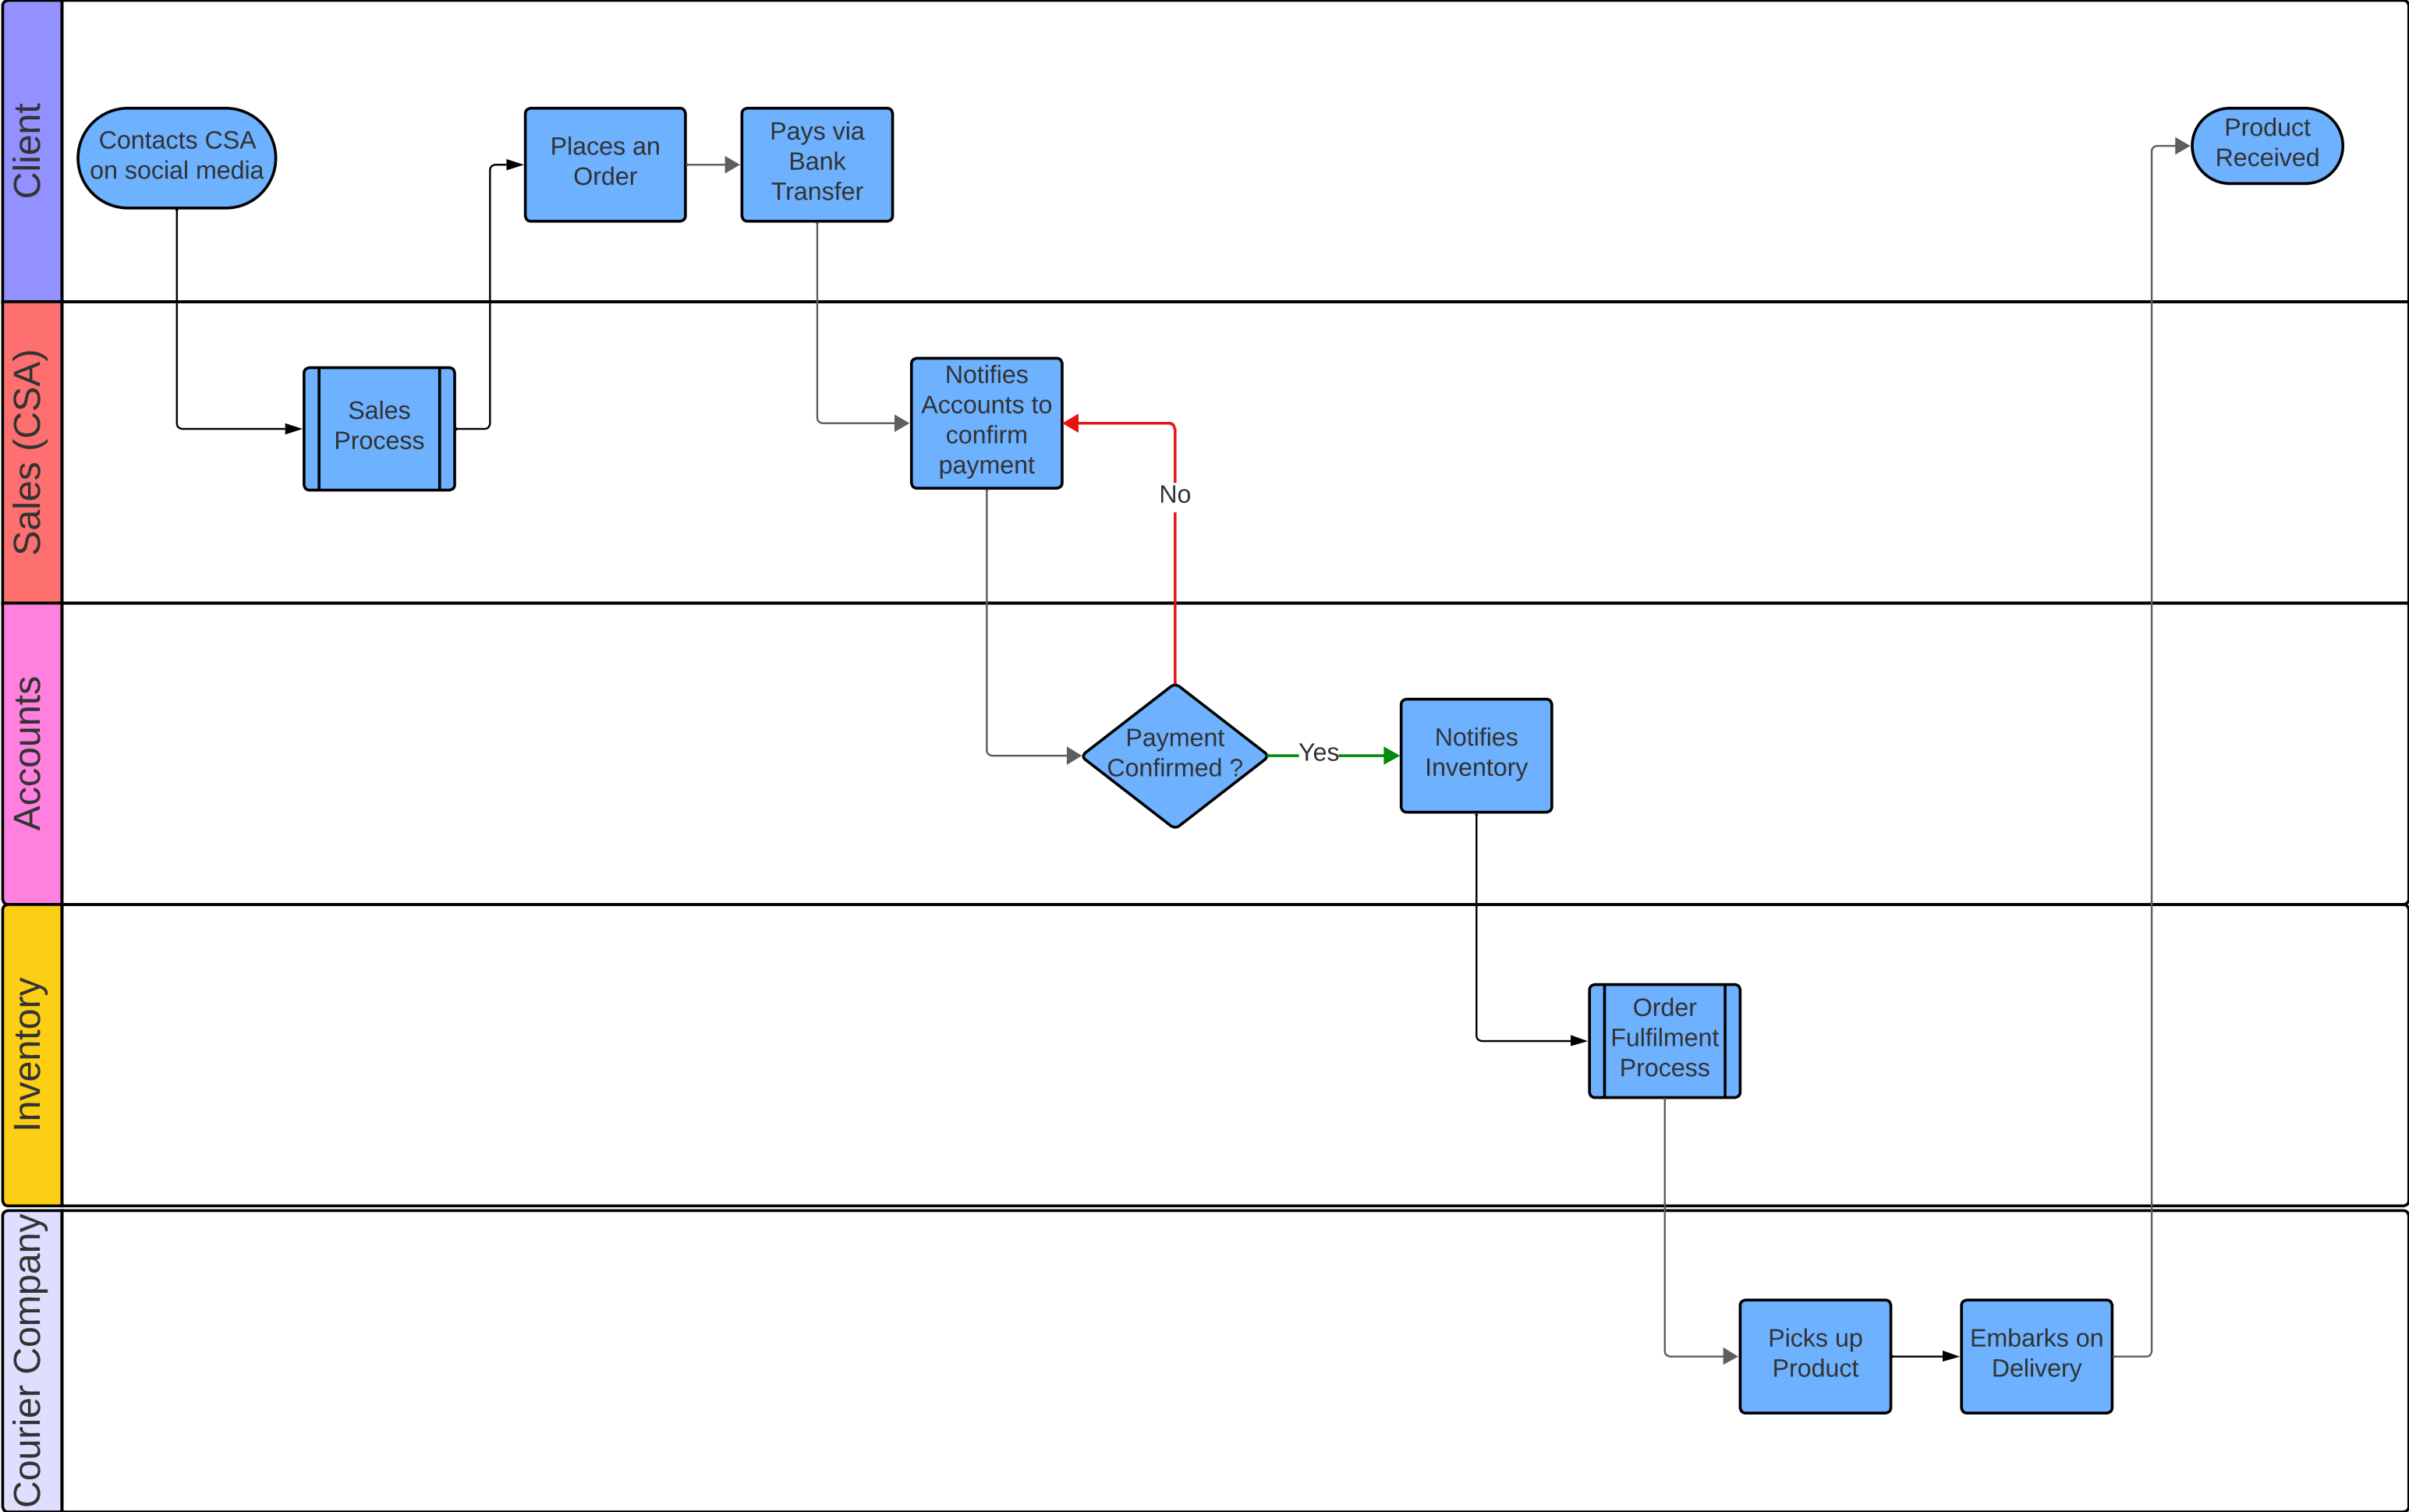 Client
Contacts CSA
on social media
Places an
Order
Pays via
Bank
Transfer
Product
Received
Sales (CSA)
Sales
Process
Notifies
Accounts to
confirm
payment
No
Accounts
Payment
Confirmed ?
Yes
Notifies
Inventory
Inventory
Order
Fulfilment
Process
Courier Company
Picks up
Product
Embarks on
Delivery